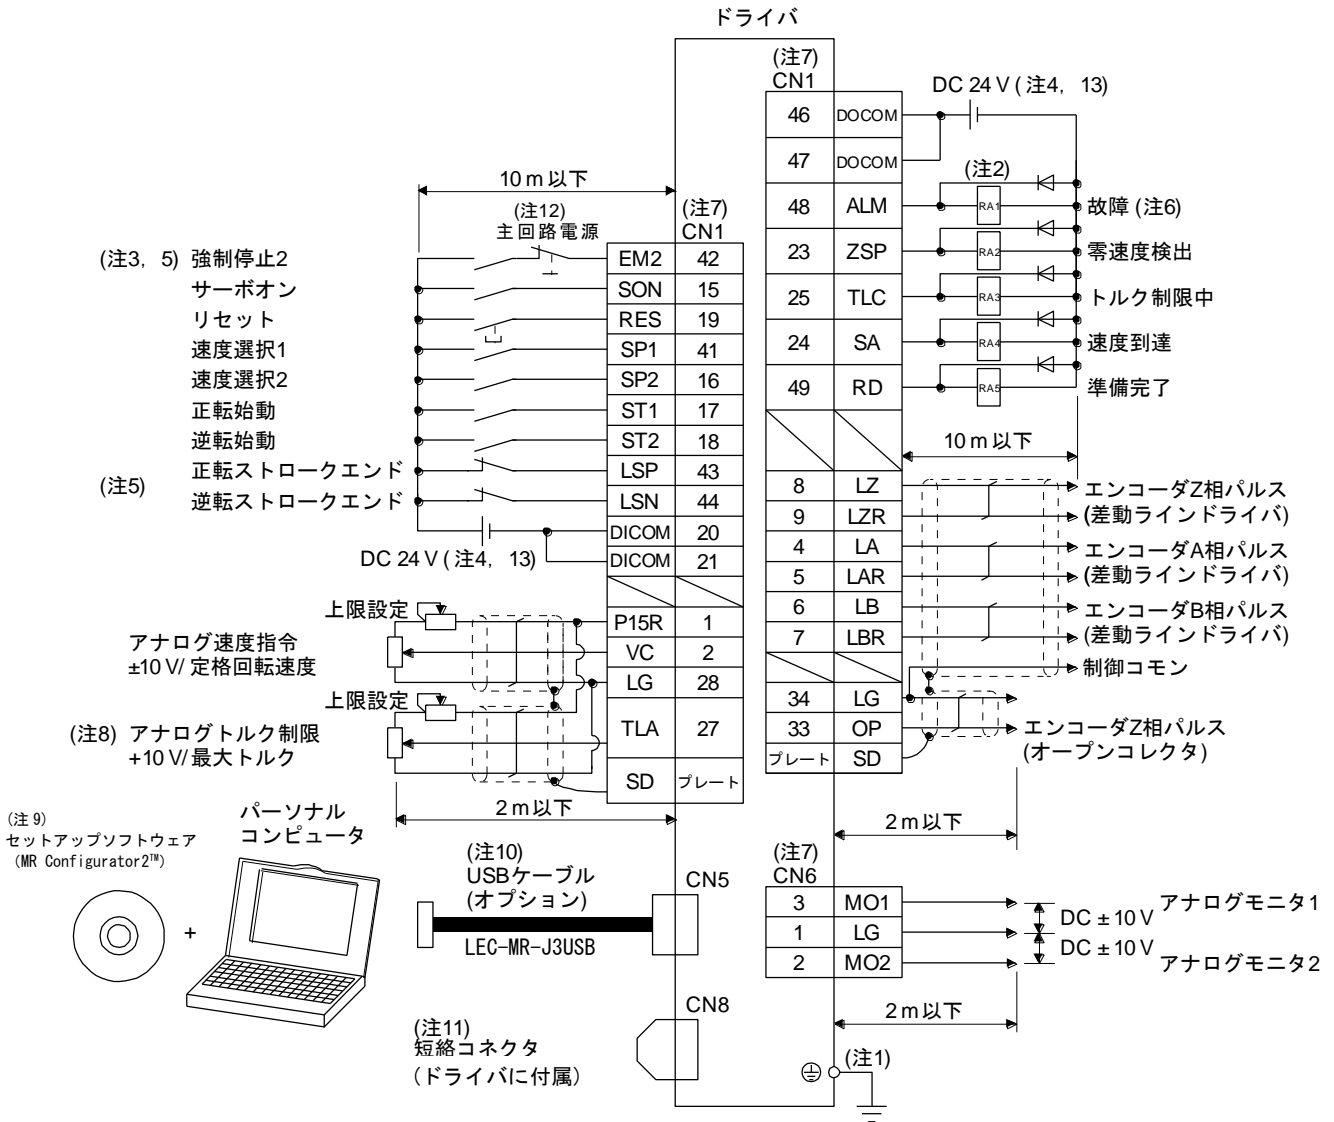 ドライバ
(注7)
CN1
DC 24 V ( 注4, 13)
46 DOCOM
47 DOCOM
(注2)
48 ALM RA1 故障 (注6)
23 ZSP RA2 零速度検出
25 TLC RA3 トルク制限中
24 SA RA4 速度到達
49 RD RA5 準備完了
10 m 以下
8 LZ エンコーダZ相パルス
9 LZR (差動ラインドライバ)
4 LA エンコーダA相パルス
5 LAR (差動ラインドライバ)
6 LB エンコーダB相パルス
7 LBR (差動ラインドライバ)
制御コモン
34 LG
33 OP エンコーダZ相パルス
(オープンコレクタ)
プレート SD
2 m 以下
10 m 以下
(注12)
主回路電源
(注7)
CN1
(注3, 5) 強制停止2 EM2 42
サーボオン SON 15
リセット RES 19
速度選択1 SP1 41
速度選択2 SP2 16
正転始動 ST1 17
逆転始動 ST2 18
正転ストロークエンド LSP 43
(注5)
逆転ストロークエンド LSN 44
DICOM 20
DC 24 V ( 注4, 13) DICOM 21
上限設定
P15R 1
アナログ速度指令
±10 V/ 定格回転速度
VC 2
LG 28
上限設定
(注8) アナログトルク制限
+10 V/ 最大トルク
TLA 27
SD プレート
2 m 以下
(注 9)
セットアップソフトウェア
(MR Configurator2™)
+
パーソナル
コンピュータ
(注10)
USBケーブル
(オプション)
LEC-MR-J3USB
CN5
(注7)
CN6
3 MO1 アナログモニタ1
DC ± 10 V
1 LG
DC ± 10 V
2 MO2 アナログモニタ2
2 m 以下
CN8
(注11)
短絡コネクタ
(ドライバに付属)
(注1)